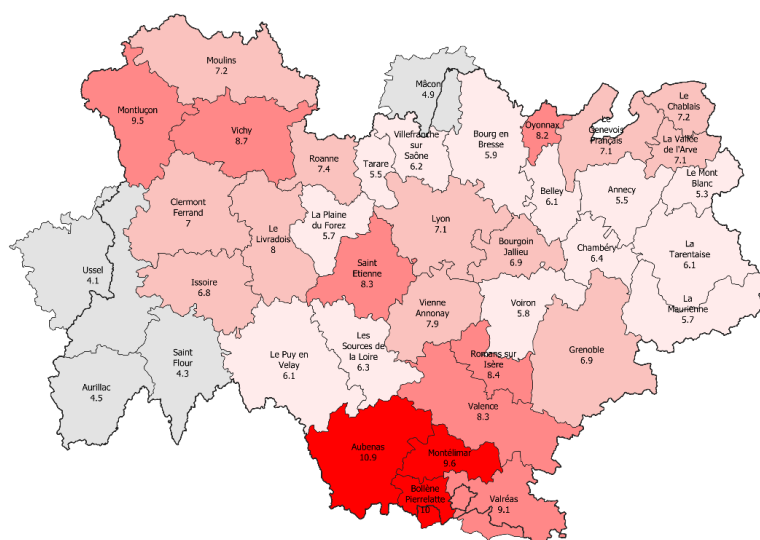 Moulins
7.2
Mâcon
4.9
Le
Chablais
7.2
Montluçon
9.5
Vichy
8.7
Villefranche
sur
Saône
6.2
Bourg en
Bresse
5.9
Oyonnax
8.2
Le
Genevois
Français
7.1
La Vallée
de l'Arve
7.1
Roanne
7.4
Tarare
5.5
Le Mont
Blanc
5.3
Belley
6.1
Annecy
5.5
Clermont
Ferrand
7
La Plaine
du Forez
5.7
Lyon
7.1
Le
Livradois
8
Bourgoin
Jallieu
6.9
Chambéry
6.4
La
Tarentaise
6.1
Ussel
4.1
Saint
Etienne
8.3
Issoire
6.8
Vienne
Annonay
7.9
Voiron
5.8
La
Maurienne
5.7
Les
Sources de
la Loire
6.3
Romans sur
Isère
8.4
Grenoble
6.9
Saint
Flour
4.3
Le Puy en
Velay
6.1
Aurillac
4.5
Valence
8.3
Aubenas
10.9
Montélimar
9.6
Bollène
Pierrelatte
10
Valréas
9.1